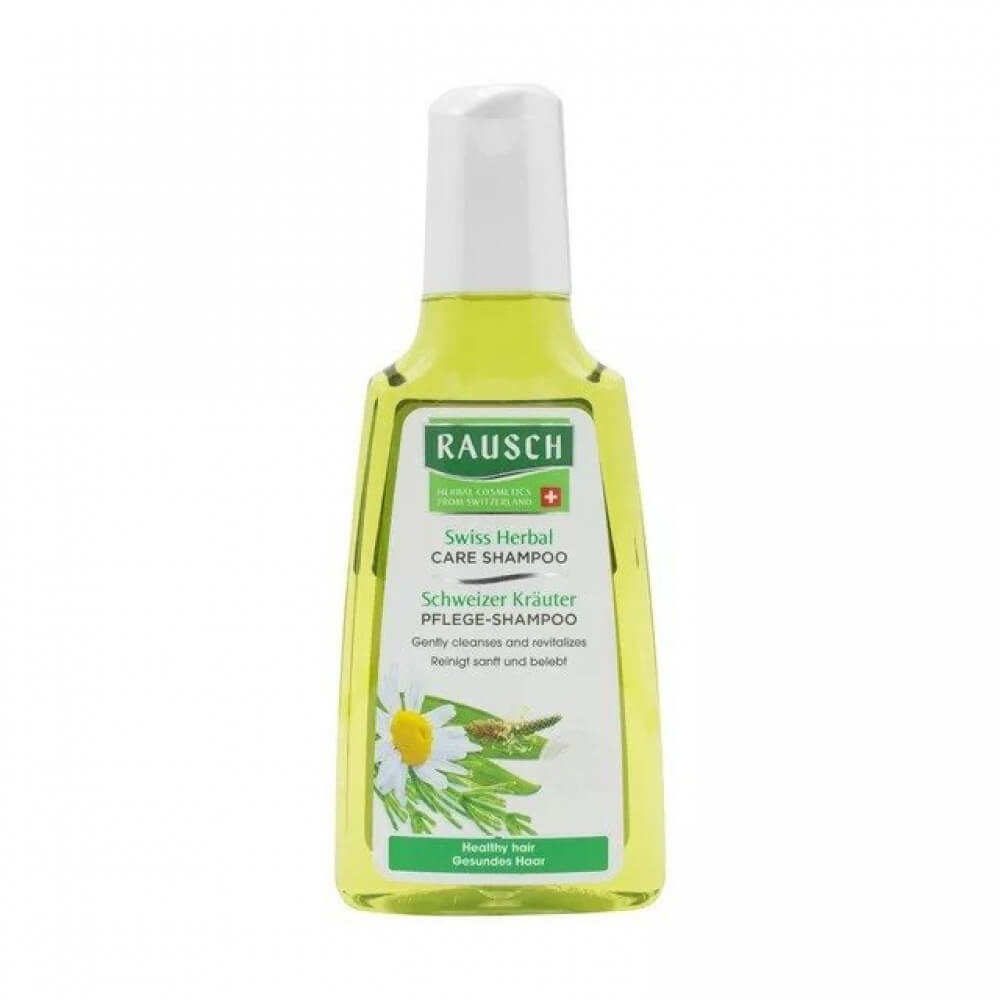 RAUSCH
HERBAL COSMETICS
FROM SWITZERLAND
Swiss Herbal
CARE SHAMPOO
Schweizer Kräuter
PFLEGE-SHAMPOO
Gently cleanses and revitalizes
Reinigt sanft und belebt
Healthy hair
Gesundes Haar